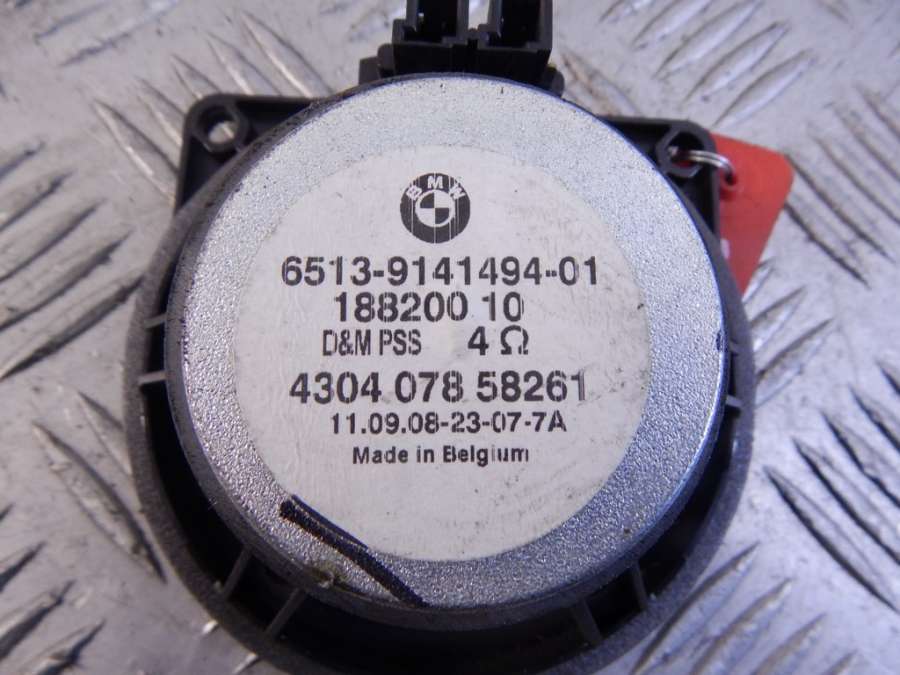 BMW
6513-9141494-01
188200 10
D&M PSS 4 Ω
4304 078 58261
11.09.08-23-07-7A
Made in Belgium